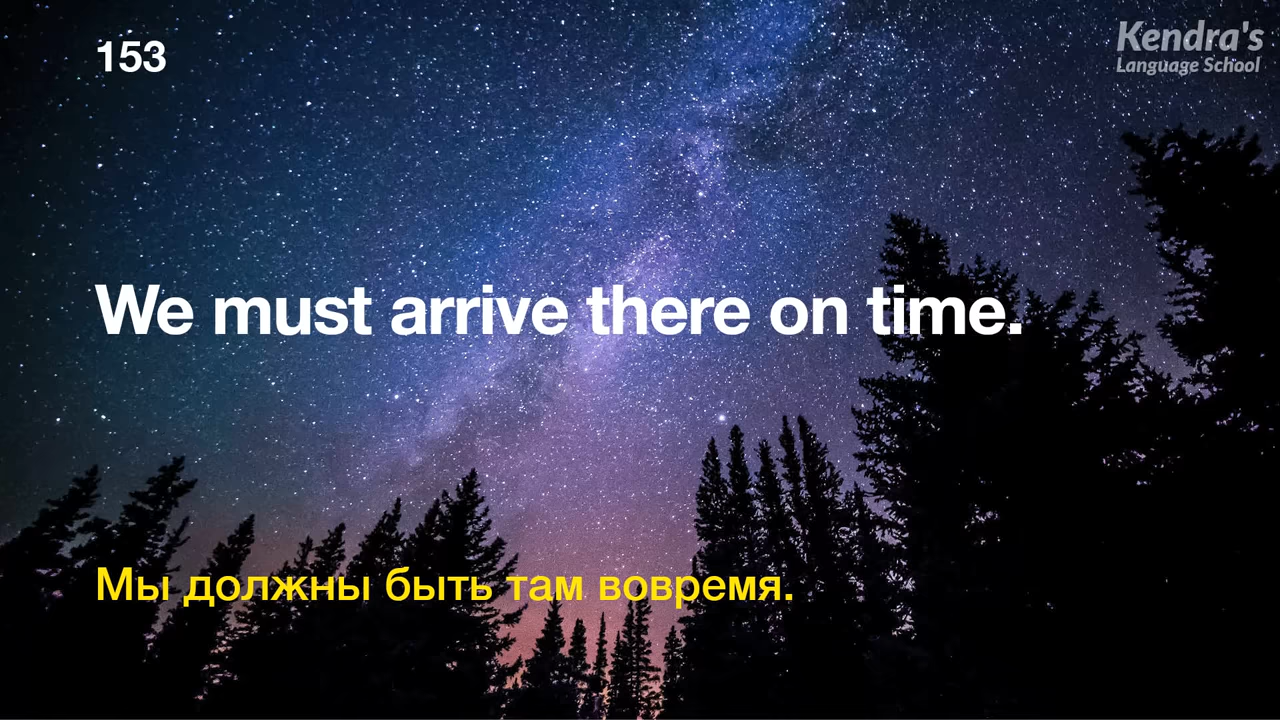 153
Kendra's
Language School
We must arrive there on time.
Мы должны быть там вовремя.